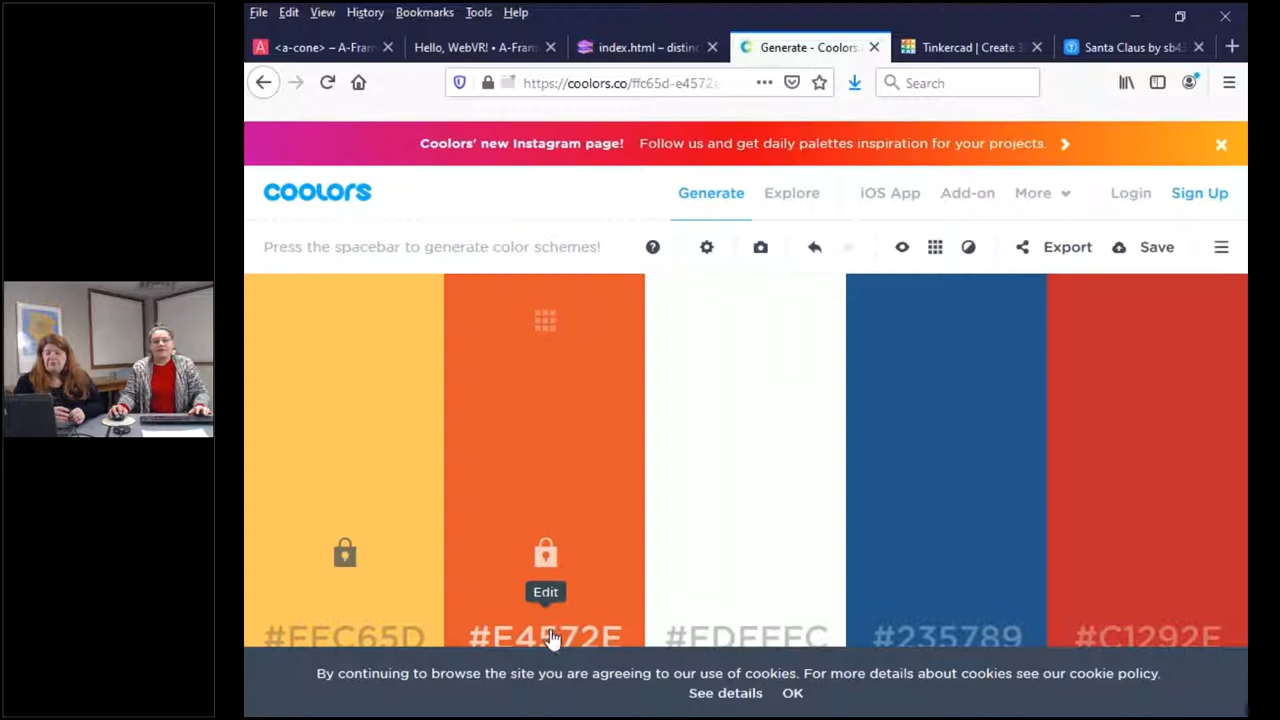 File Edit View History Bookmarks Tools Help
<a-cone> – A-Fram
Hello, WebVR! • A-Fram
index.html – distinc
Generate - Coolors.
Tinkercad | Create 3
Santa Claus by sb4
https://coolors.co/ffc65d-e4572e
Search
Coolors' new Instagram page! Follow us and get daily palettes inspiration for your projects.
coolors
Generate Explore iOS App Add-on More Login Sign Up
Press the spacebar to generate color schemes!
Export Save
Edit
#FFC65D #E4572E #FDFFFC #235789 #C1292E
By continuing to browse the site you are agreeing to our use of cookies. For more details about cookies see our cookie policy.
See details OK